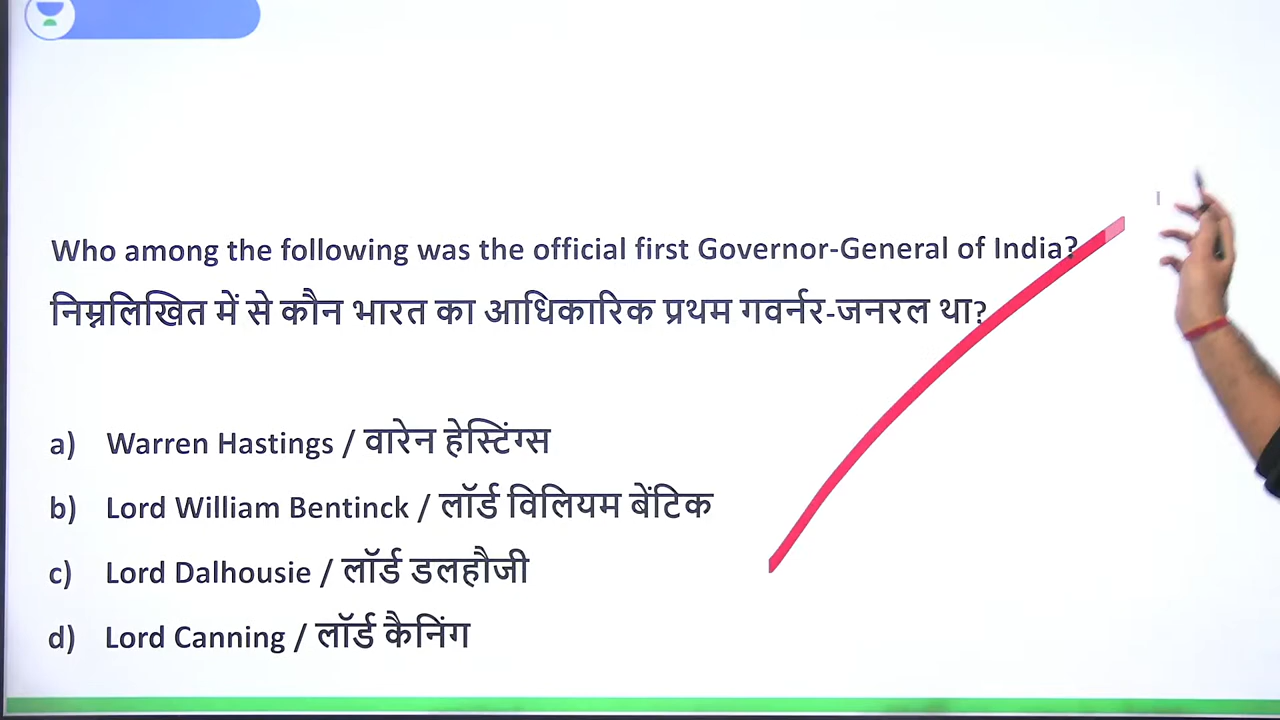 Who among the following was the official first Governor-General of India?
निम्नलिखित में से कौन भारत का आधिकारिक प्रथम गवर्नर-जनरल था?
a) Warren Hastings / वारेन हेस्टिंग्स
b) Lord William Bentinck / लॉर्ड विलियम बेंटिक
c) Lord Dalhousie / लॉर्ड डलहौजी
d) Lord Canning / लॉर्ड कैनिंग